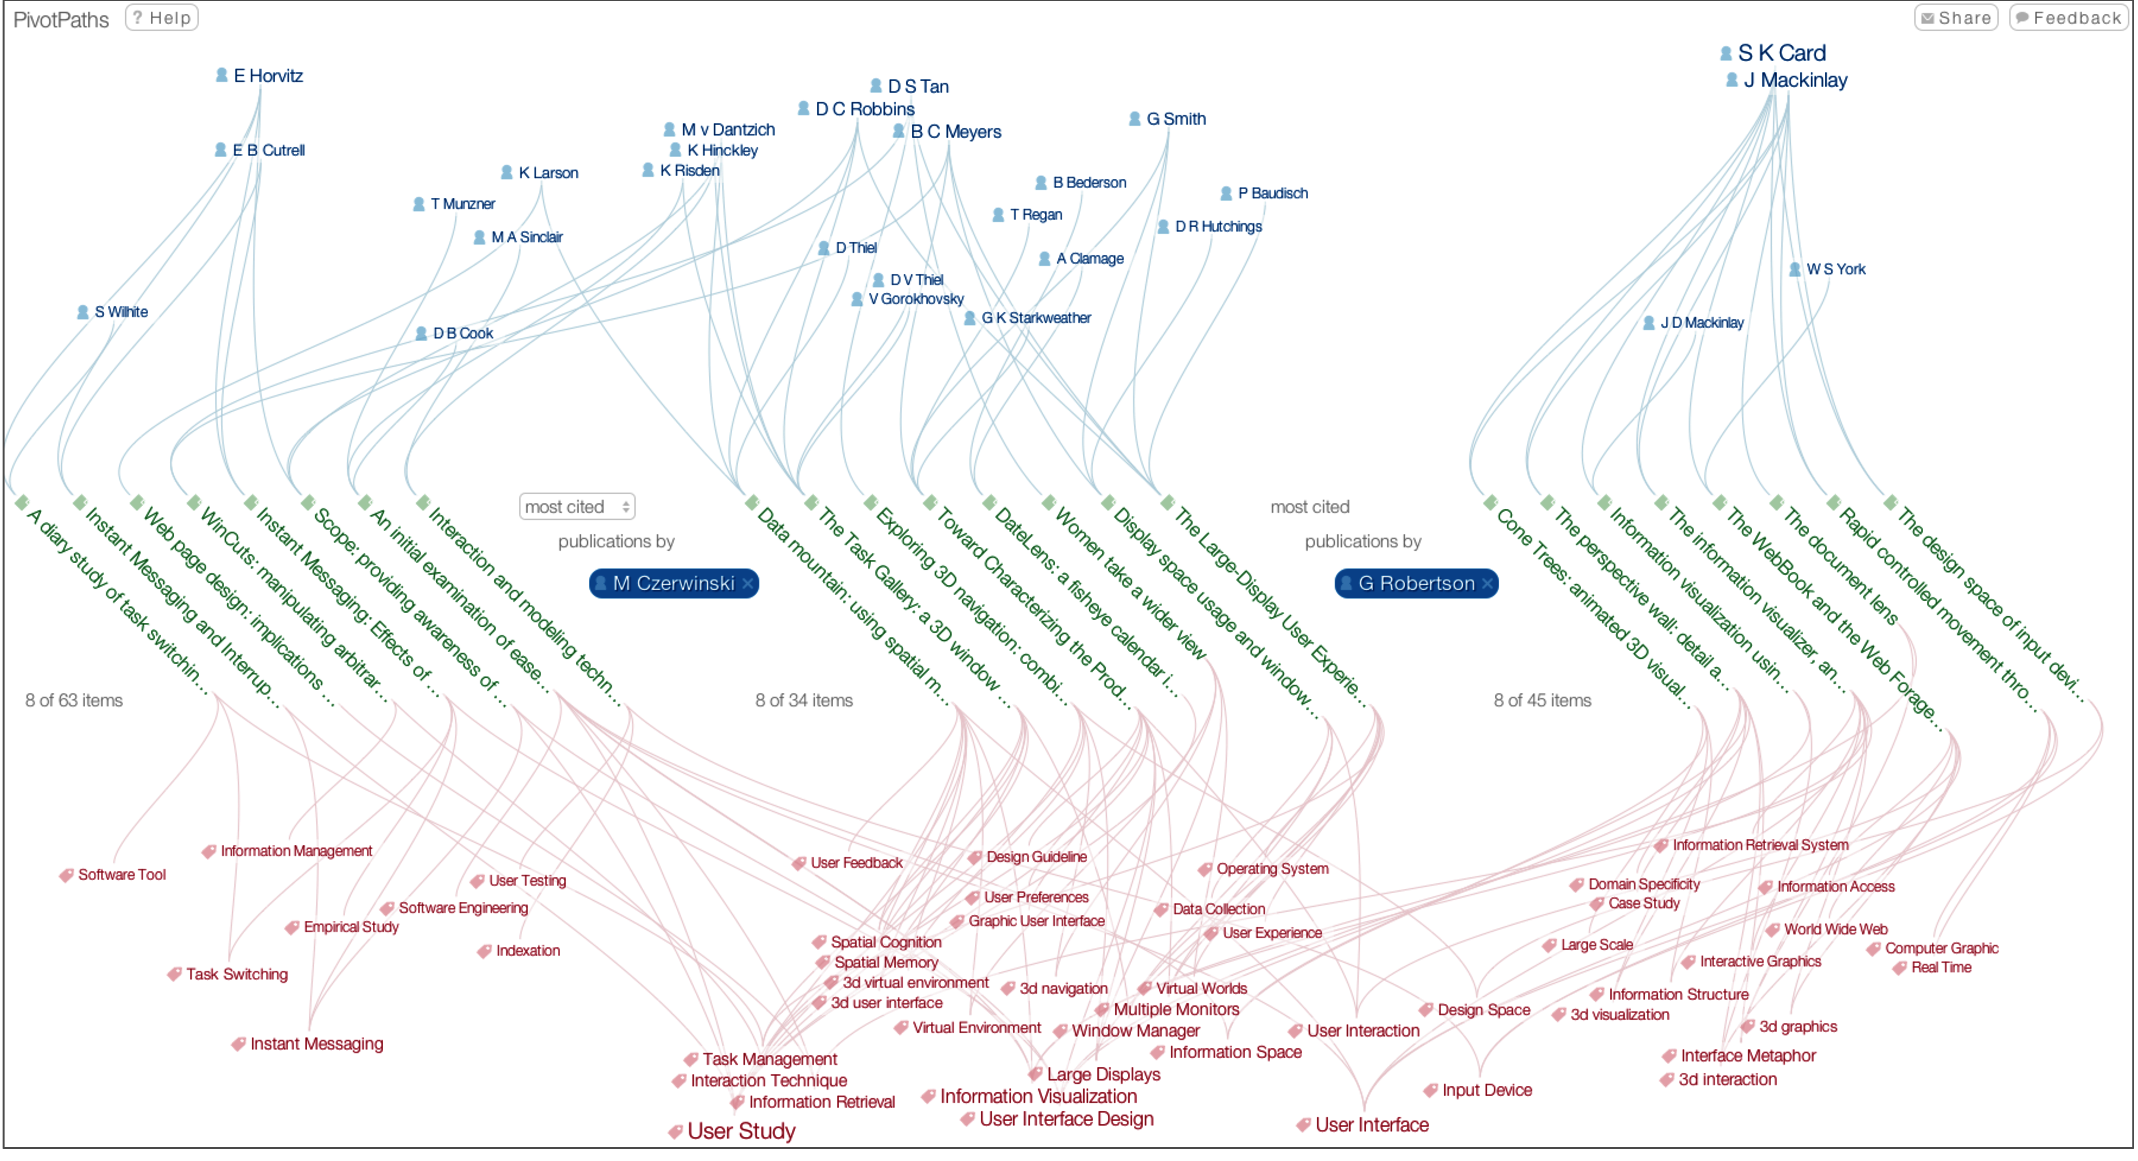 PivotPaths
? Help
Share
Feedback
S K Card
J Mackinlay
E Horvitz
D S Tan
D C Robbins
G Smith
M v Dantzich
B C Meyers
E B Cutrell
K Hinckley
K Risden
K Larson
B Bederson
P Baudisch
T Munzner
T Regan
D R Hutchings
M A Sinclair
D Thiel
A Clamage
W S York
D V Thiel
V Gorokhovsky
S Wilhite
G K Starkweather
J D Mackinlay
D B Cook
A diary study of task switchin...
Instant Messaging and Interrup...
Web page design: implications ...
WinCuts: manipulating arbitrar...
Instant Messaging: Effects of ...
Scope: providing awareness of ...
An initial examination of ease...
Interaction and modeling techn...
most cited
publications by
M Czerwinski ×
Data mountain: using spatial m...
The Task Gallery: a 3D window ...
Exploring 3D navigation: combi...
Toward Characterizing the Prod...
DateLens: a fisheye calendar i...
Women take a wider view
Display space usage and window...
The Large-Display User Experie...
most cited
publications by
G Robertson ×
Cone Trees: animated 3D visual...
The perspective wall: detail a...
Information visualization usin...
The information visualizer, an...
The WebBook and the Web Forage...
The document lens
Rapid controlled movement thro...
The design space of input devi...
8 of 63 items
8 of 34 items
8 of 45 items
Information Retrieval System
Information Management
Design Guideline
User Feedback
Operating System
Software Tool
User Testing
Domain Specificity
Information Access
User Preferences
Case Study
Software Engineering
Data Collection
Graphic User Interface
Empirical Study
World Wide Web
User Experience
Spatial Cognition
Large Scale
Computer Graphic
Indexation
Spatial Memory
Interactive Graphics
Real Time
Task Switching
3d virtual environment
3d navigation
Virtual Worlds
Information Structure
3d user interface
Multiple Monitors
Design Space
3d visualization
Virtual Environment
Window Manager
User Interaction
3d graphics
Instant Messaging
Information Space
Interface Metaphor
Task Management
Large Displays
3d interaction
Interaction Technique
Input Device
Information Retrieval
Information Visualization
User Interface Design
User Interface
User Study